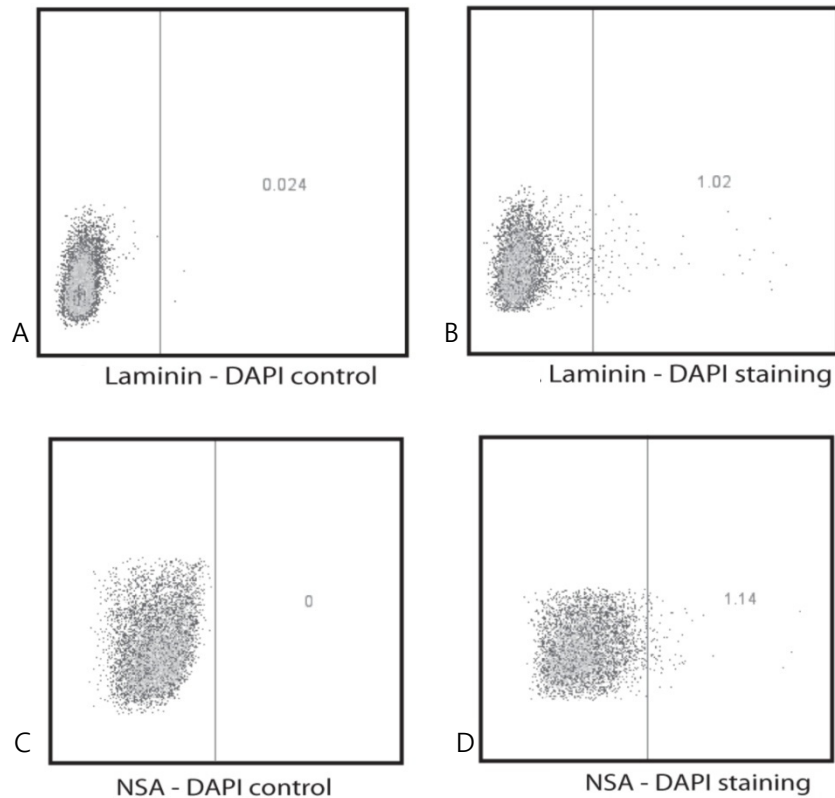 0.024
1.02
A
B
Laminin - DAPI control
. Laminin - DAPI staining
0
1.14
C
D
NSA - DAPI control
NSA - DAPI staining